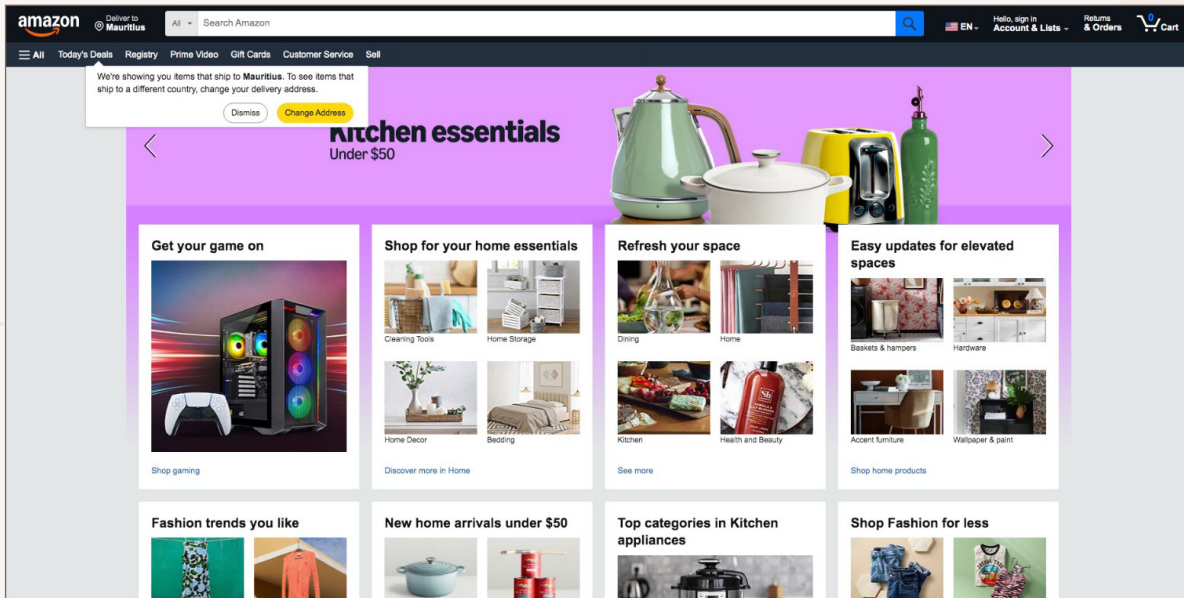 amazon
Deliver to
Mauritius
All
Search Amazon
EN
Hello, sign in
Account & Lists
Returns
& Orders
0
Cart
All
Today's Deals
Registry
Prime Video
Gift Cards
Customer Service
Sell
We're showing you items that ship to Mauritius. To see items that
ship to a different country, change your delivery address.
Dismiss
Change Address
Kitchen essentials
Under $50
Get your game on
Shop gaming
Shop for your home essentials
Cleaning Tools
Home Storage
Home Decor
Bedding
Discover more in Home
Refresh your space
Dining
Home
Kitchen
Health and Beauty
See more
Easy updates for elevated
spaces
Baskets & hampers
Hardware
Accent furniture
Wallpaper & paint
Shop home products
Fashion trends you like
New home arrivals under $50
Top categories in Kitchen
appliances
Shop Fashion for less